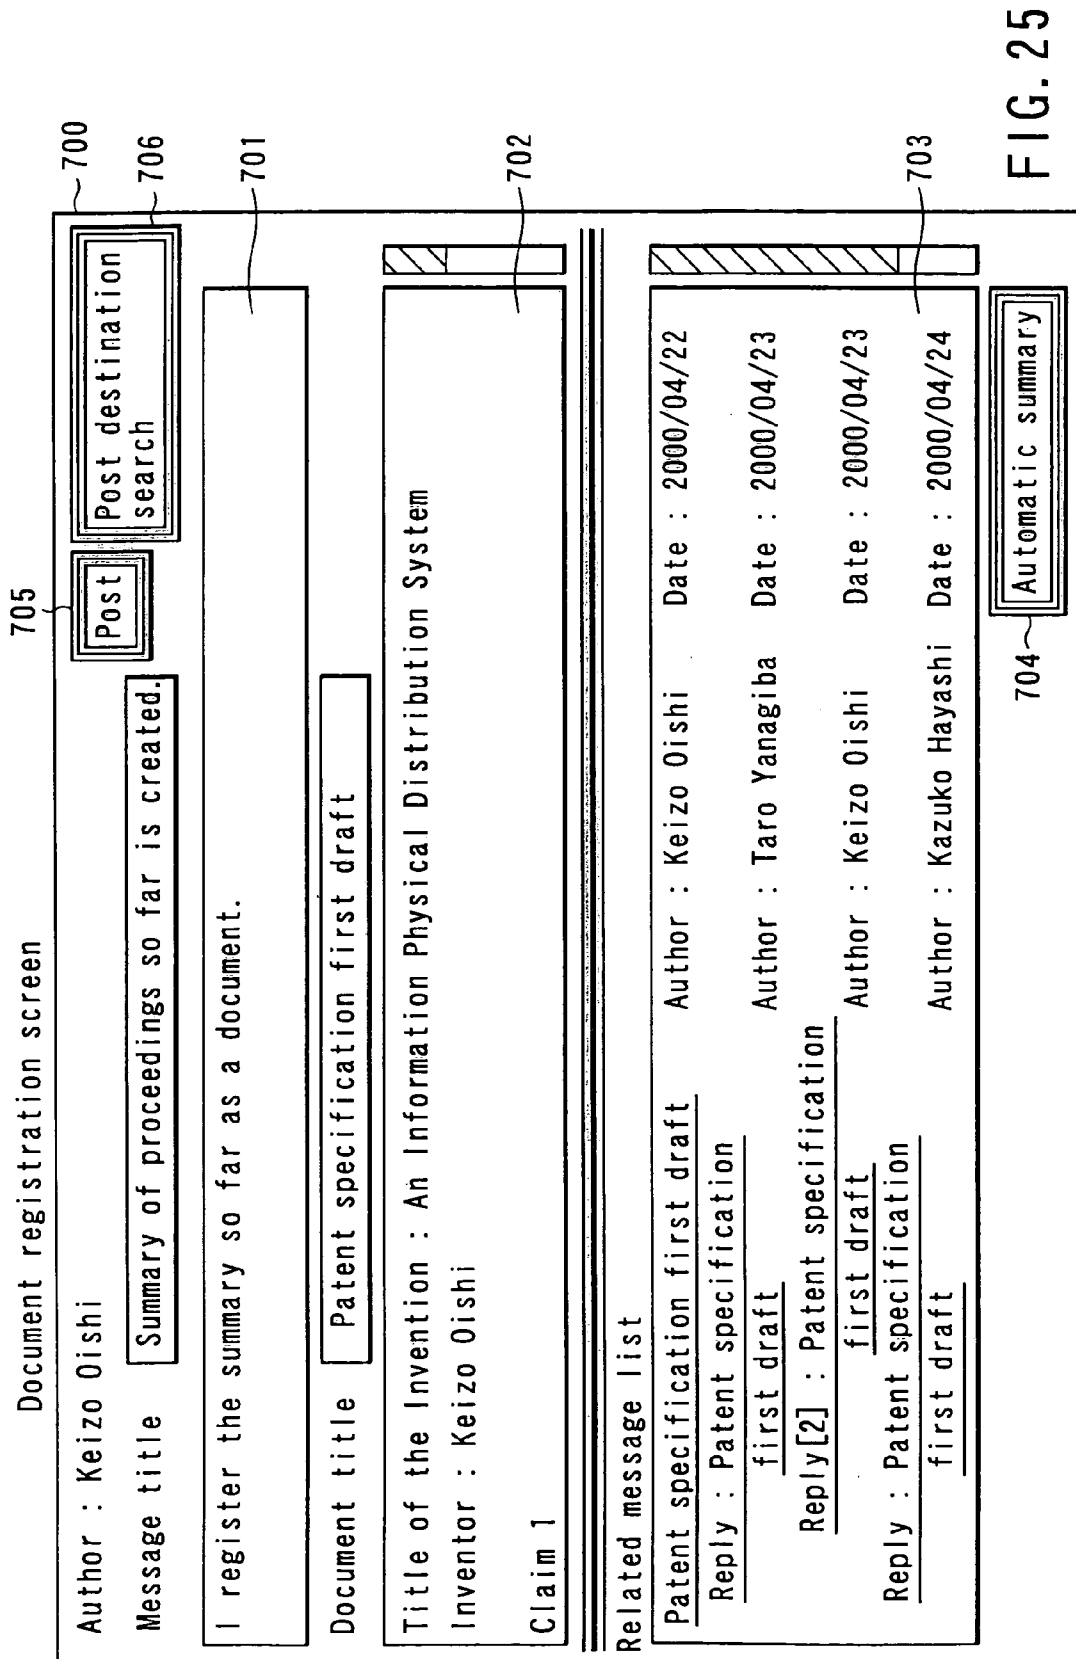 Document registration screen
700
705
706
Author : Keizo Oishi
Post
Post destination
search
Message title
Summary of proceedings so far is created.
701
I register the summary so far as a document.
Document title
Patent specification first draft
702
Title of the Invention : An Information Physical Distribution System
Inventor : Keizo Oishi
Claim 1
Related message list
703
Patent specification first draft Author : Keizo Oishi Date : 2000/04/22
Reply : Patent specification
first draft Author : Taro Yanagiba Date : 2000/04/23
Reply[2] : Patent specification
first draft Author : Keizo Oishi Date : 2000/04/23
Reply : Patent specification
first draft Author : Kazuko Hayashi Date : 2000/04/24
704
Automatic summary
FIG. 25